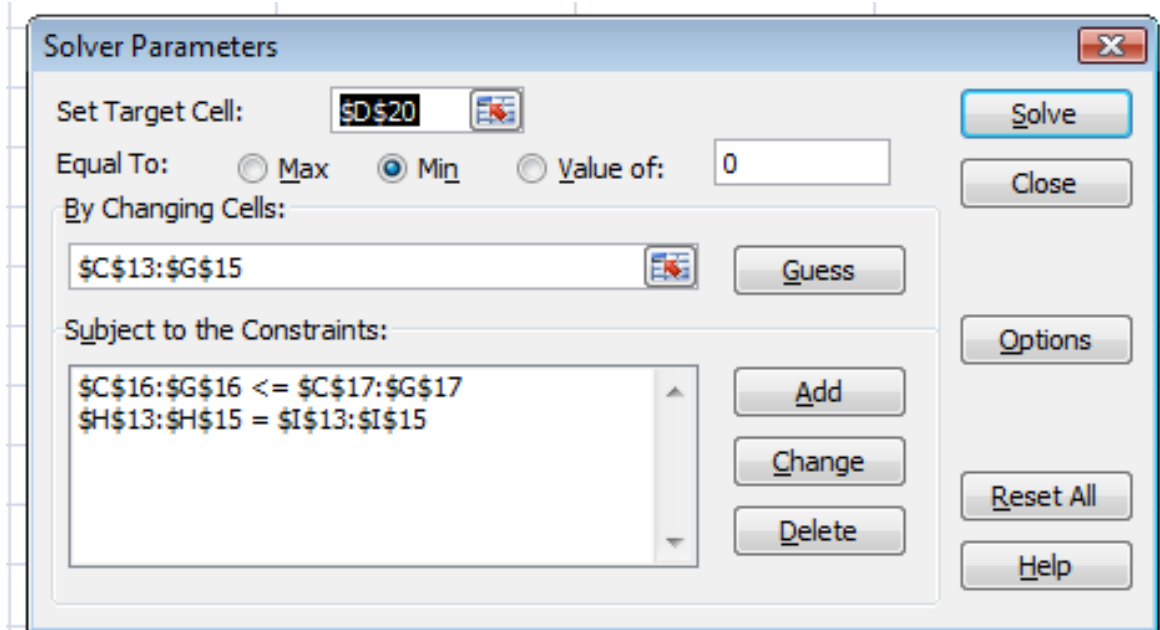 Solver Parameters
Set Target Cell: $D$20
Solve
Equal To: Max Min Value of: 0
Close
By Changing Cells:
$C$13:$G$15
Guess
Subject to the Constraints:
Options
$C$16:$G$16 <= $C$17:$G$17
$H$13:$H$15 = $I$13:$I$15
Add
Change
Reset All
Delete
Help